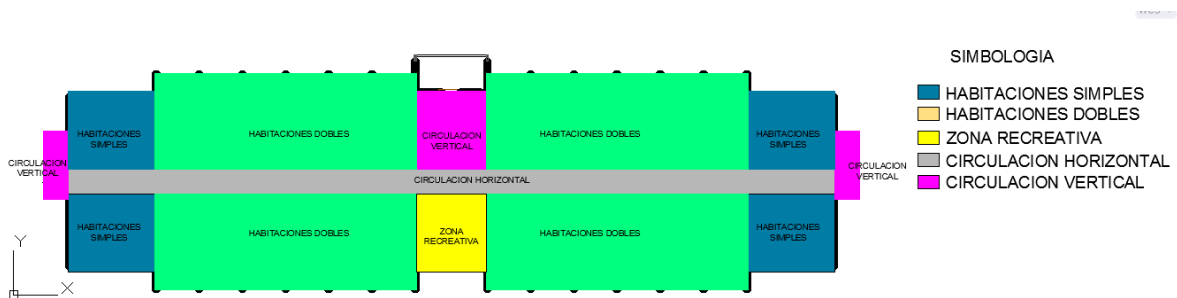 SIMBOLOGIA
HABITACIONES SIMPLES
HABITACIONES DOBLES
ZONA RECREATIVA
CIRCULACION HORIZONTAL
CIRCULACION VERTICAL
HABITACIONES
SIMPLES
HABITACIONES DOBLES
CIRCULACION
VERTICAL
HABITACIONES DOBLES
HABITACIONES
SIMPLES
CIRCULACION
VERTICAL
CIRCULACION HORIZONTAL
CIRCULACION
VERTICAL
HABITACIONES
SIMPLES
HABITACIONES DOBLES
ZONA
RECREATIVA
HABITACIONES DOBLES
HABITACIONES
SIMPLES
Y
X